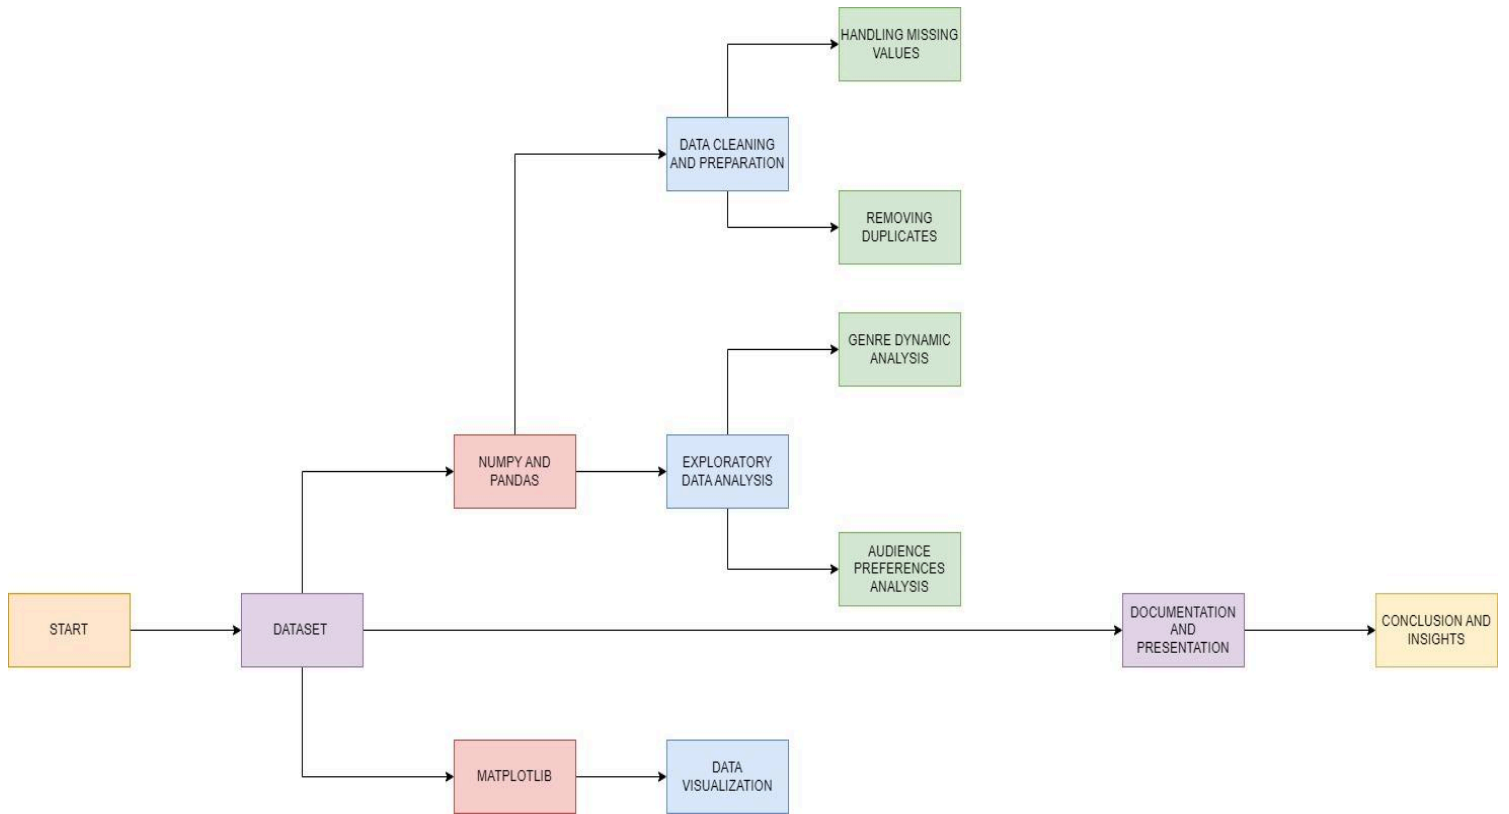 HANDLING MISSING
VALUES
DATA CLEANING
AND PREPARATION
REMOVING
DUPLICATES
GENRE DYNAMIC
ANALYSIS
NUMPY AND
PANDAS
EXPLORATORY
DATA ANALYSIS
AUDIENCE
PREFERENCES
ANALYSIS
START
DATASET
DOCUMENTATION
AND
PRESENTATION
CONCLUSION AND
INSIGHTS
MATPLOTLIB
DATA
VISUALIZATION